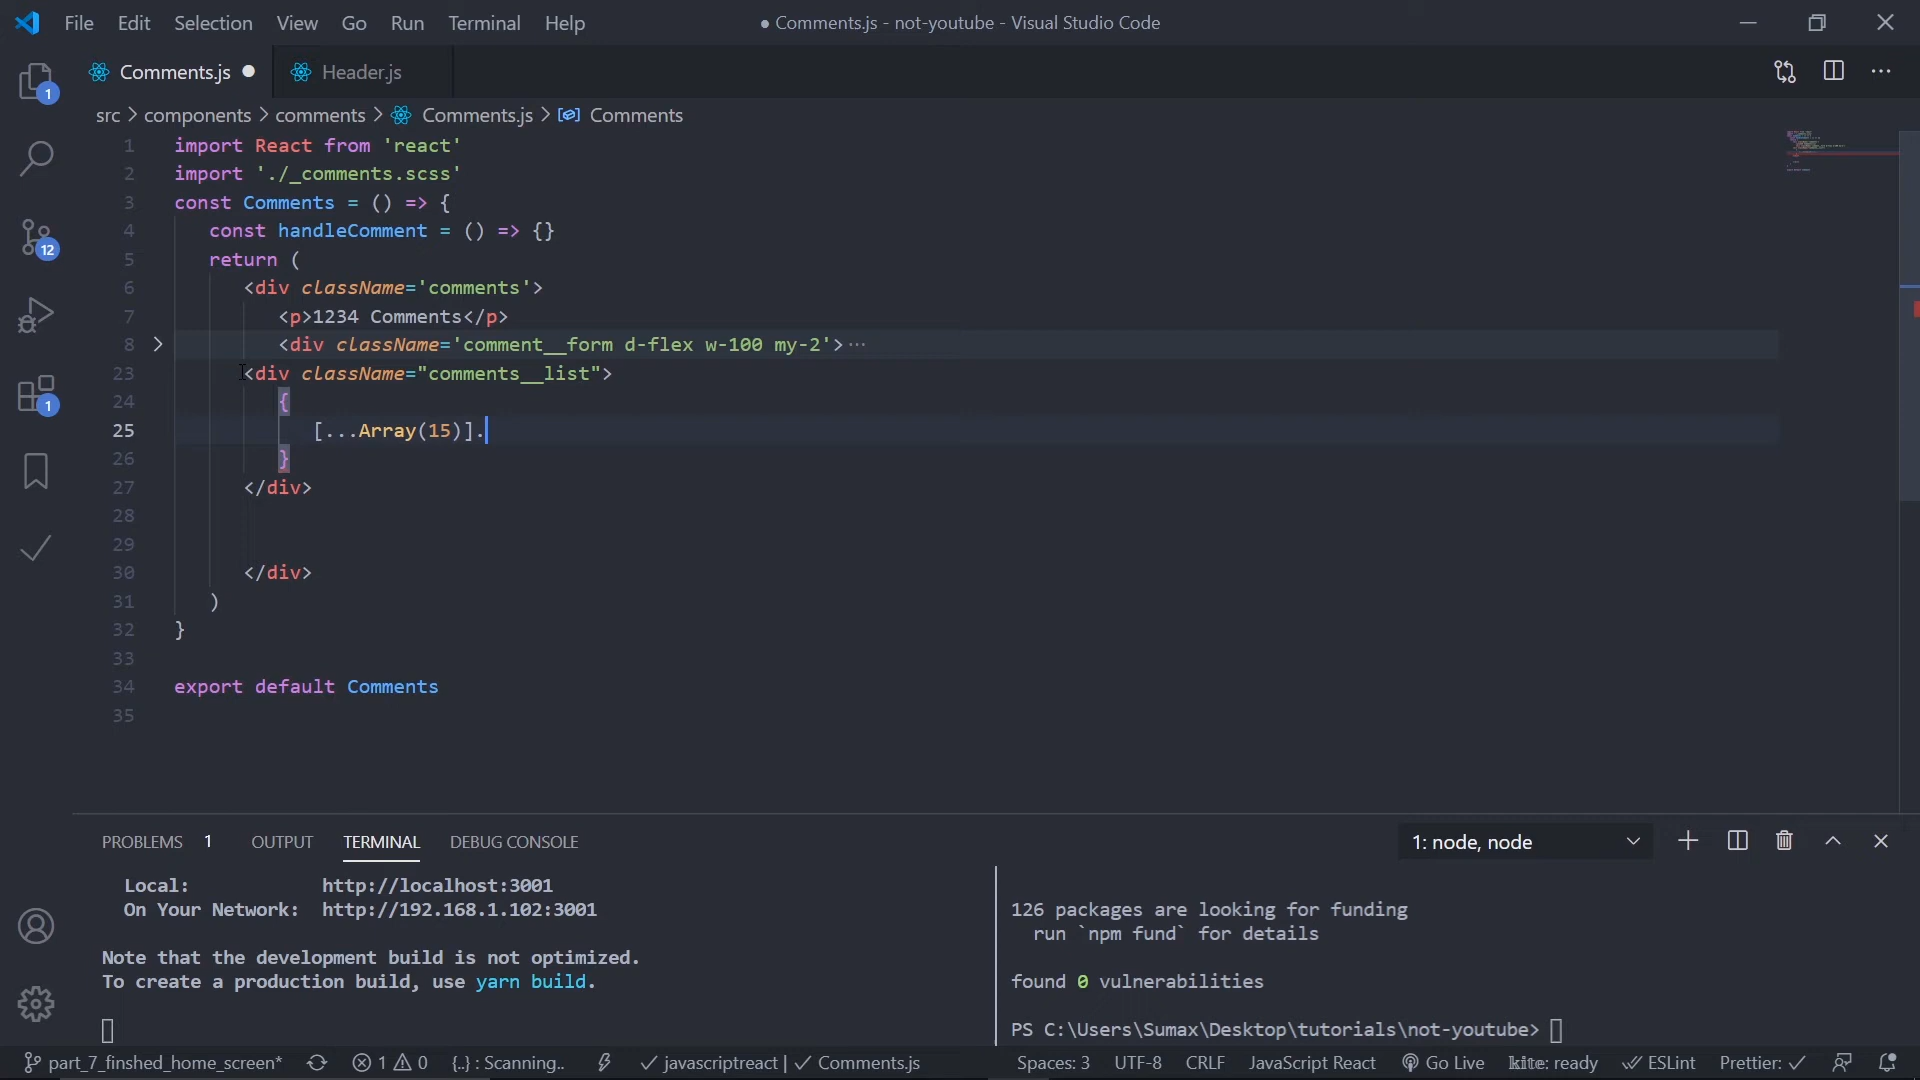 File Edit Selection View Go Run Terminal Help
● Comments.js - not-youtube - Visual Studio Code
Comments.js ● Header.js
src > components > comments > Comments.js > Comments
1 import React from 'react'
2 import './_comments.scss'
3 const Comments = () => {
4 const handleComment = () => {}
5 return (
6 <div className='comments'>
7 <p>1234 Comments</p>
8 <div className='comment__form d-flex w-100 my-2'>···
23 <div className="comments__list">
24 {
25 [...Array(15)].
26 }
27 </div>
28
29
30 </div>
31 )
32 }
33
34 export default Comments
35
1
12
1
PROBLEMS 1 OUTPUT TERMINAL DEBUG CONSOLE
1: node, node
Local: http://localhost:3001
On Your Network: http://192.168.1.102:3001
Note that the development build is not optimized.
To create a production build, use yarn build.
126 packages are looking for funding
run `npm fund` for details
found 0 vulnerabilities
PS C:\Users\Sumax\Desktop\tutorials\not-youtube>
part_7_finshed_home_screen* 1 0 {..} : Scanning.. javascriptreact | ✓ Comments.js
Spaces: 3 UTF-8 CRLF JavaScript React Go Live kite: ready ESLint Prettier: ✓